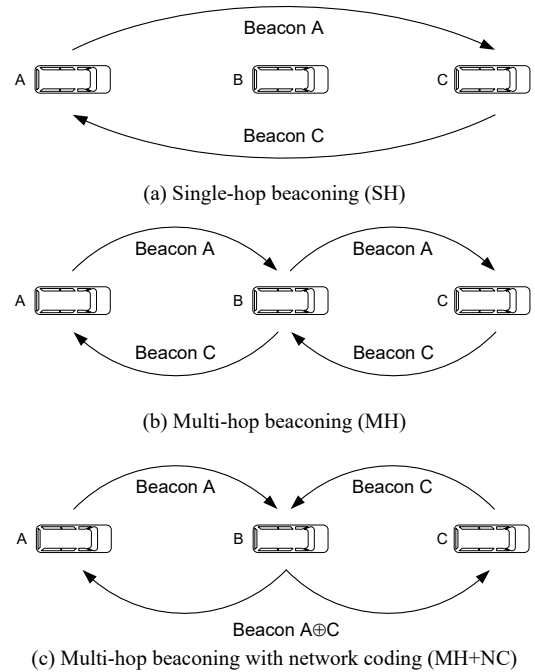 Beacon A
A
B
C
Beacon C
(a) Single-hop beaconing (SH)
Beacon A
Beacon A
A
B
C
Beacon C
Beacon C
(b) Multi-hop beaconing (MH)
Beacon A
Beacon C
A
B
C
Beacon A⊕C
(c) Multi-hop beaconing with network coding (MH+NC)